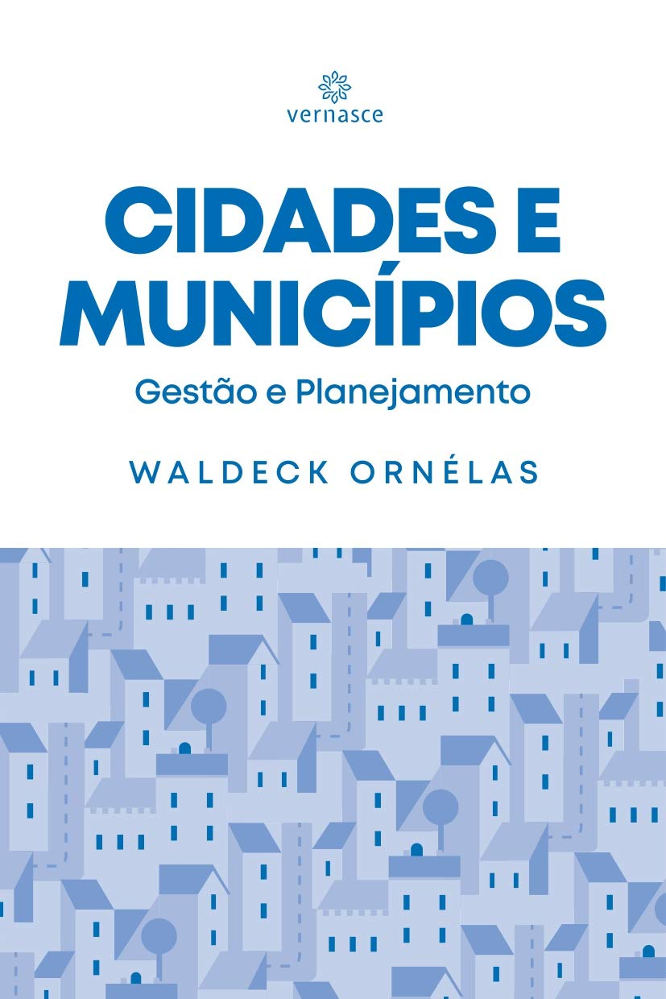 vernasce
CIDADES E
MUNICÍPIOS
Gestão e Planejamento
WALDECK ORNÉLAS